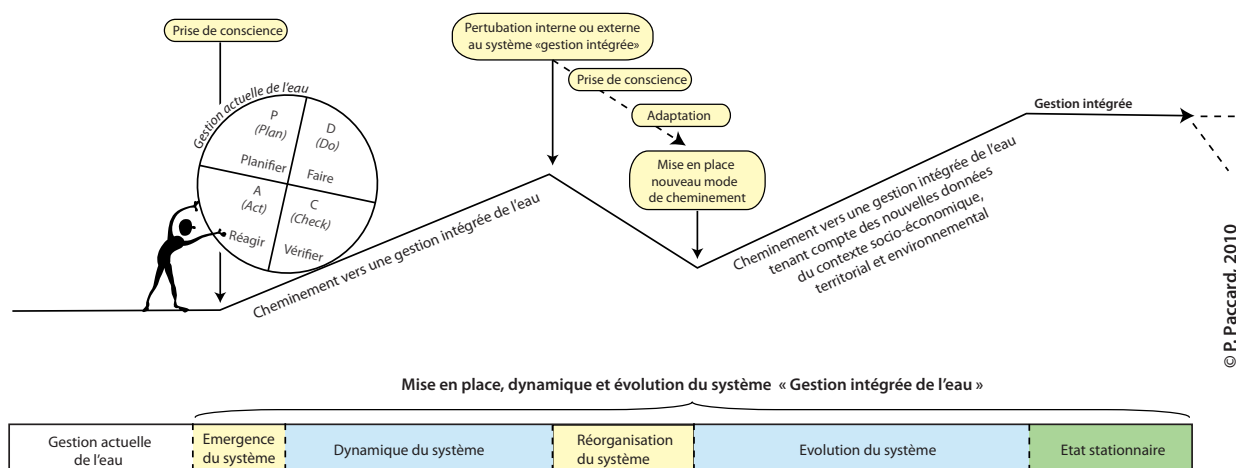 Prise de conscience
Gestion actuelle de l'eau
P
(Plan)
Planifier
D
(Do)
Faire
A
(Act)
Réagir
C
(Check)
Vérifier
Cheminement vers une gestion intégrée de l'eau
Pertubation interne ou externe
au système «gestion intégrée»
Prise de conscience
Adaptation
Mise en place
nouveau mode
de cheminement
Cheminement vers une gestion intégrée de l'eau
tenant compte des nouvelles données
du contexte socio-économique,
territorial et environnemental
Gestion intégrée
© P. Paccard, 2010
Mise en place, dynamique et évolution du système « Gestion intégrée de l'eau »
Gestion actuelle
de l'eau
Emergence
du système
Dynamique du système
Réorganisation
du système
Evolution du système
Etat stationnaire